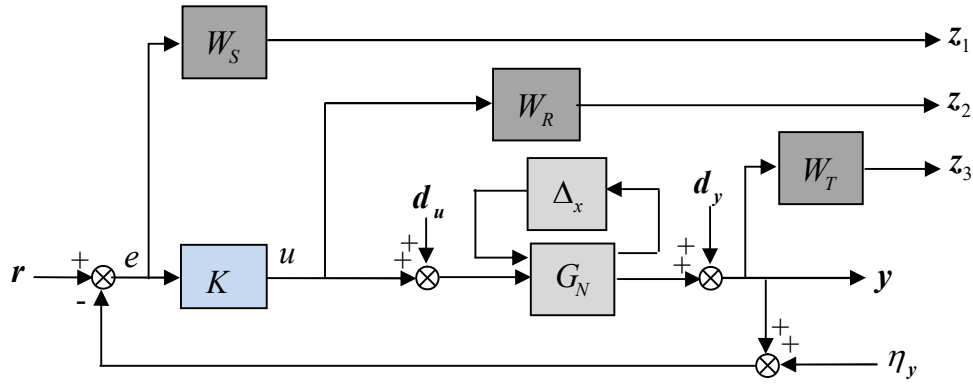 W_S
z_1
W_R
z_2
W_T
z_3
Δ_x
d_u
d_y
+ +
+ +
r
+
e
K
u
G_N
y
-
+ +
η_y